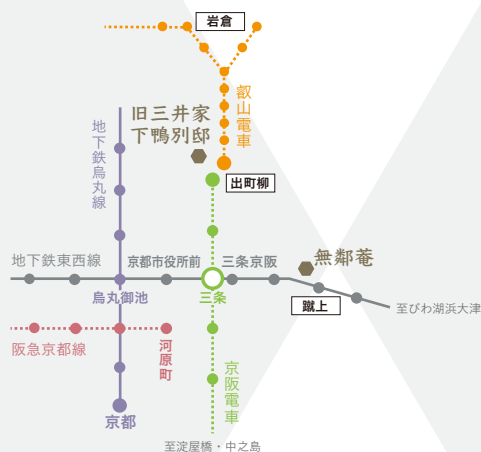 岩倉
叡山電車
旧三井家
下鴨別邸
地下鉄烏丸線
出町柳
地下鉄東西線
京都市役所前
三条京阪
無鄰菴
烏丸御池
三条
蹴上
至びわ湖浜大津
阪急京都線
河原町
京阪電車
京都
至淀屋橋・中之島